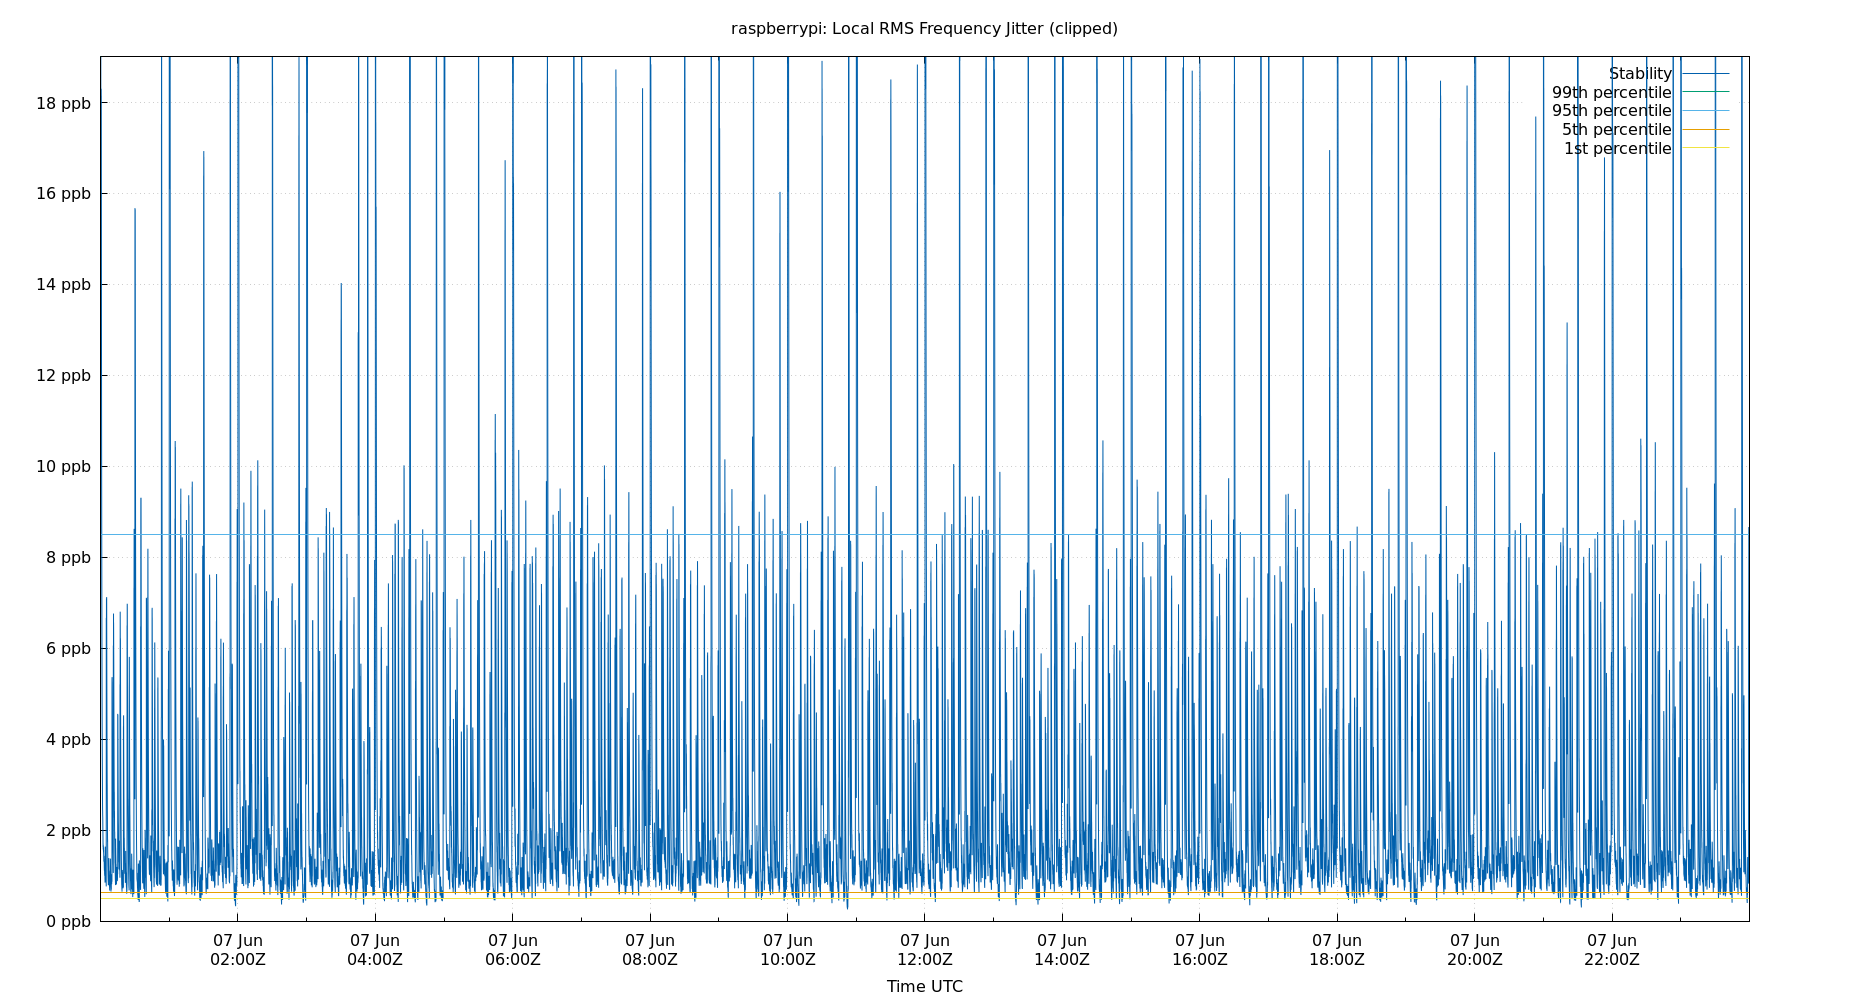 raspberrypi: Local RMS Frequency Jitter (clipped)
Stability
99th percentile
95th percentile
5th percentile
1st percentile
18 ppb
16 ppb
14 ppb
12 ppb
10 ppb
8 ppb
6 ppb
4 ppb
2 ppb
0 ppb
07 Jun 07 Jun 07 Jun 07 Jun 07 Jun 07 Jun 07 Jun 07 Jun 07 Jun 07 Jun 07 Jun
02:00Z 04:00Z 06:00Z 08:00Z 10:00Z 12:00Z 14:00Z 16:00Z 18:00Z 20:00Z 22:00Z
Time UTC